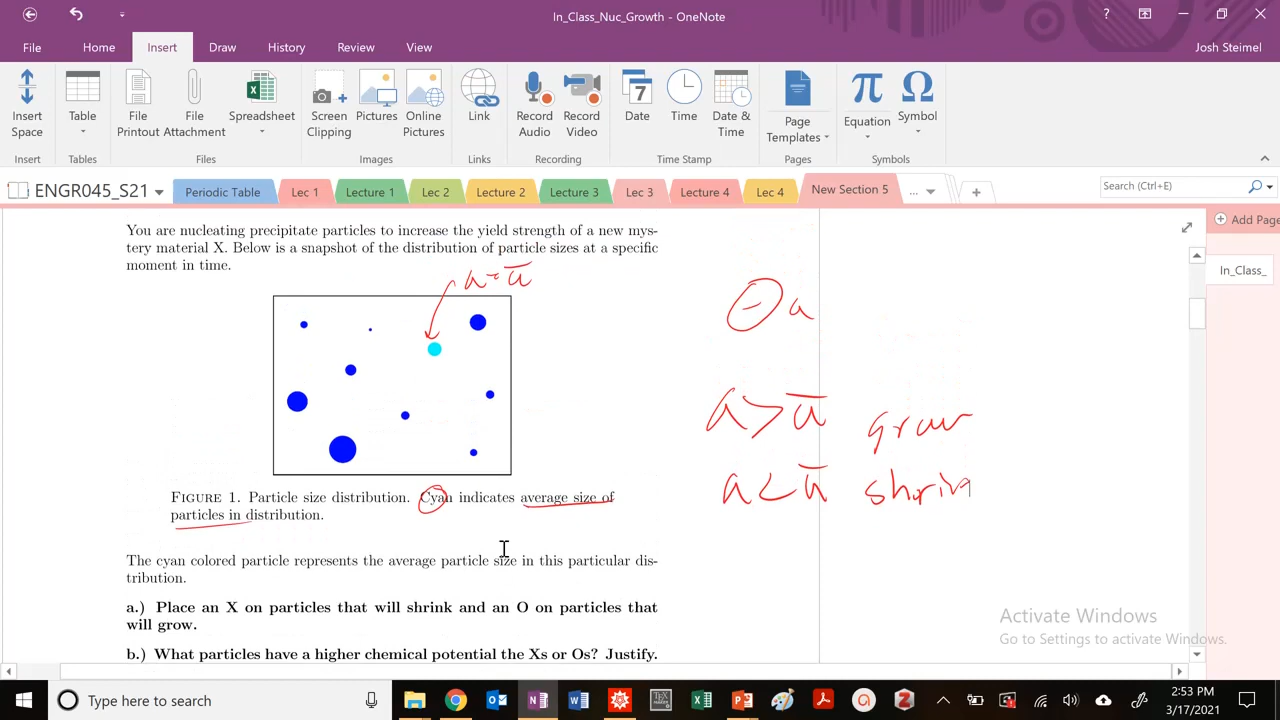 In_Class_Nuc_Growth - OneNote
?
File
Home
Insert
Draw
History
Review
View
Josh Steimel
Insert Space
Table
File Printout
File Attachment
Spreadsheet
Screen Clipping
Pictures
Online Pictures
Link
Record Audio
Record Video
Date
Time
Date & Time
Page Templates
π
Equation
Ω
Symbol
Insert
Tables
Files
Images
Links
Recording
Time Stamp
Pages
Symbols
ENGR045_S21
Periodic Table
Lec 1
Lecture 1
Lec 2
Lecture 2
Lecture 3
Lec 3
Lecture 4
Lec 4
New Section 5
...
Search (Ctrl+E)
Add Page
In_Class_
You are nucleating precipitate particles to increase the yield strength of a new mys-
tery material X. Below is a snapshot of the distribution of particle sizes at a specific
moment in time.
a = a̅
a
a > a̅ grow
a < a̅ shrink
Figure 1. Particle size distribution. Cyan indicates average size of
particles in distribution.
The cyan colored particle represents the average particle size in this particular dis-
tribution.
a.) Place an X on particles that will shrink and an O on particles that
will grow.
b.) What particles have a higher chemical potential the Xs or Os? Justify.
Activate Windows
Go to Settings to activate Windows.
Type here to search
2:53 PM
3/17/2021